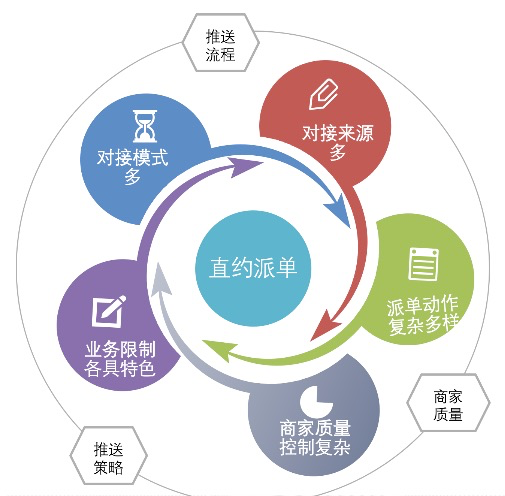 推送
流程
对接模式
多
对接来源
多
直约派单
派单动作
复杂多样
业务限制
各具特色
商家质量
控制复杂
商家
质量
推送
策略